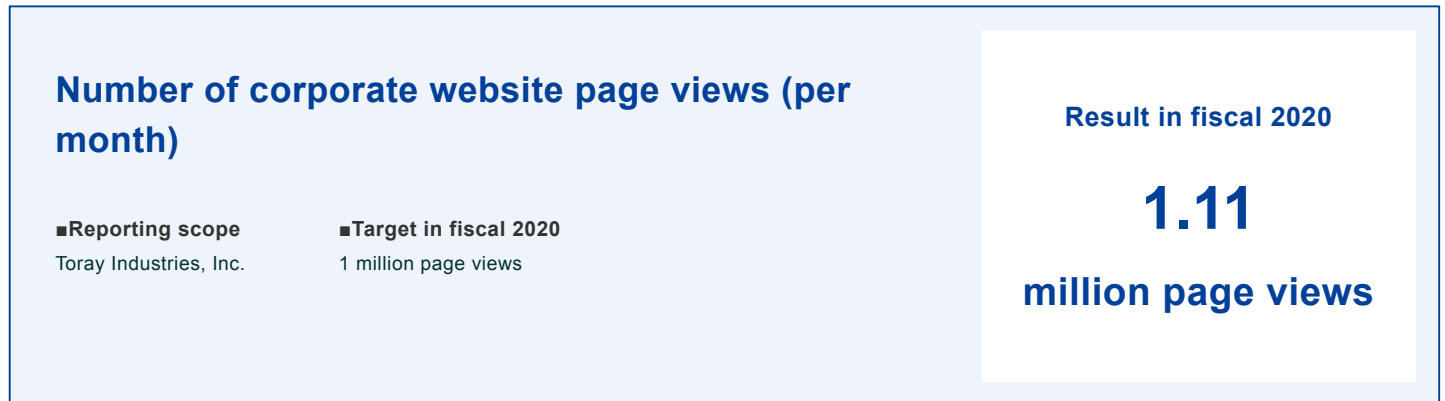 Number of corporate website page views (per
month)
■Reporting scope
Toray Industries, Inc.
■Target in fiscal 2020
1 million page views
Result in fiscal 2020
1.11
million page views